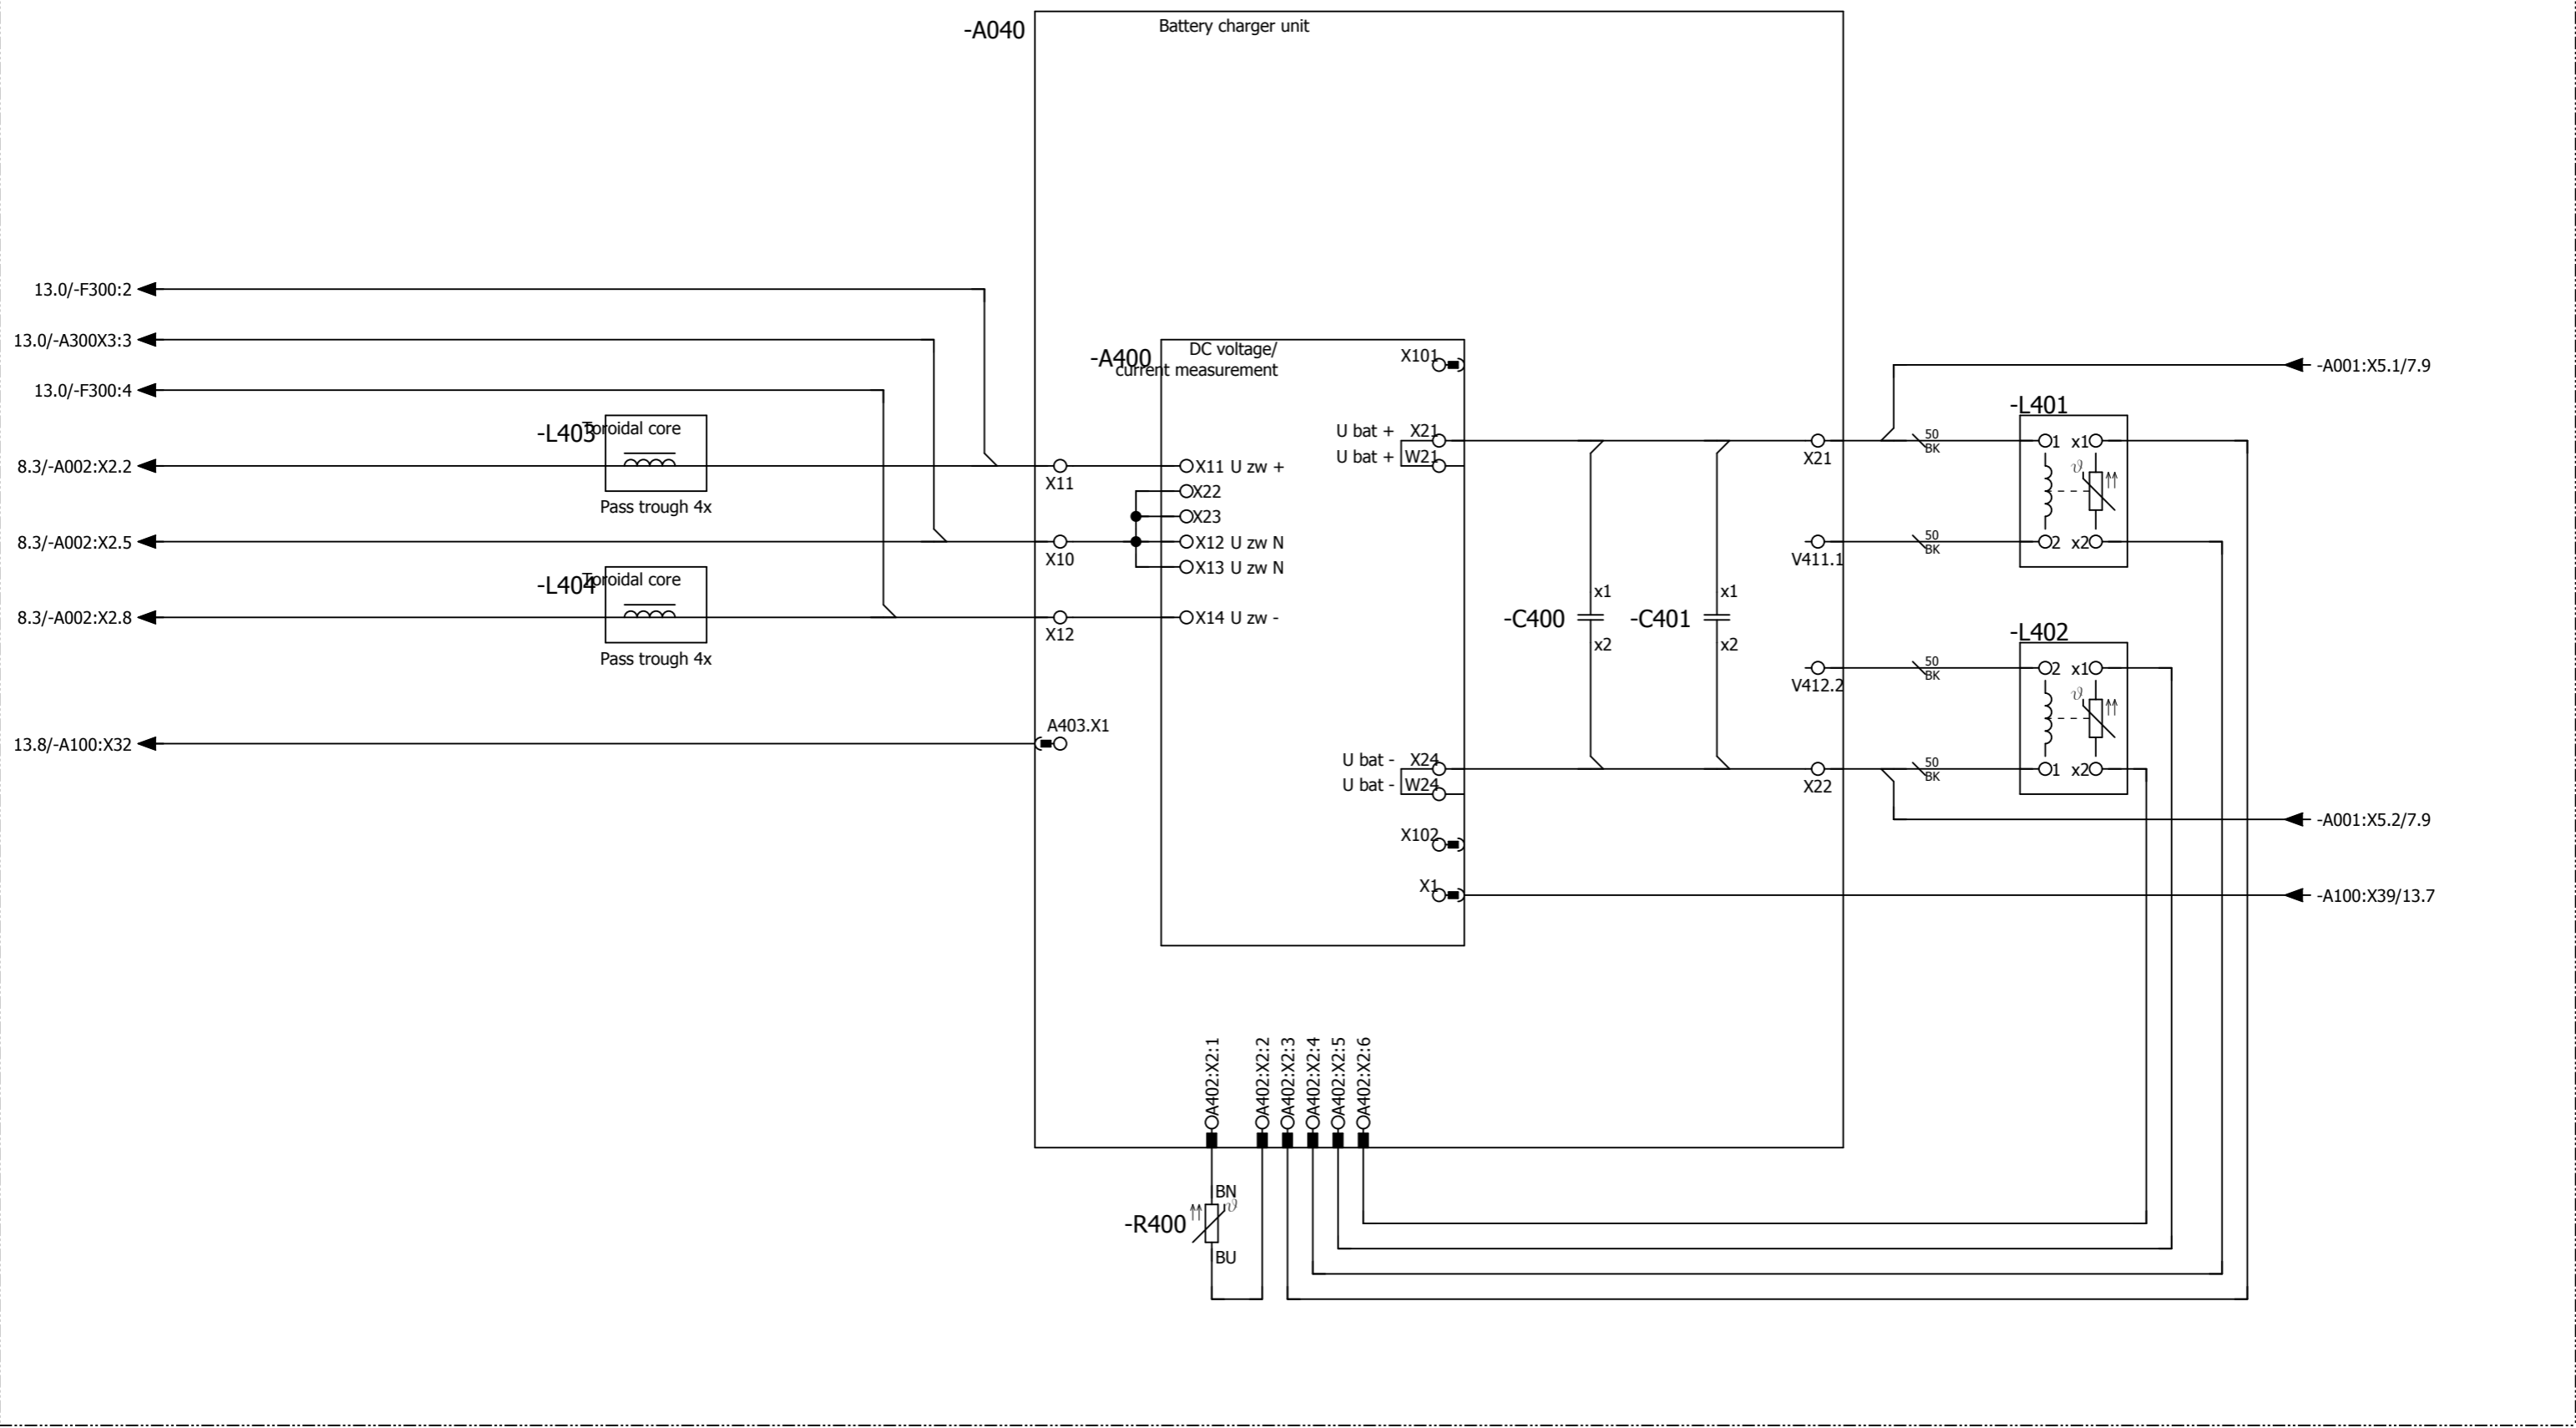 -A040
Battery charger unit
13.0/-F300:2
13.0/-A300X3:3
13.0/-F300:4
-L403
Toroidal core
Pass trough 4x
8.3/-A002:X2.2
8.3/-A002:X2.5
-L404
Toroidal core
Pass trough 4x
8.3/-A002:X2.8
13.8/-A100:X32
X11
X10
X12
A403.X1
-A400
DC voltage/
current measurement
X11 U zw +
X22
X23
X12 U zw N
X13 U zw N
X14 U zw -
X101
U bat + X21
U bat + W21
U bat - X24
U bat - W24
X102
X1
-C400
x1
x2
-C401
x1
x2
X21
V411.1
V412.2
X22
50
BK
50
BK
50
BK
50
BK
-A001:X5.1/7.9
-L401
1 x1
ϑ
2 x2
-L402
2 x1
ϑ
1 x2
-A001:X5.2/7.9
-A100:X39/13.7
A402:X2:1
A402:X2:2
A402:X2:3
A402:X2:4
A402:X2:5
A402:X2:6
BN
ϑ
-R400
BU